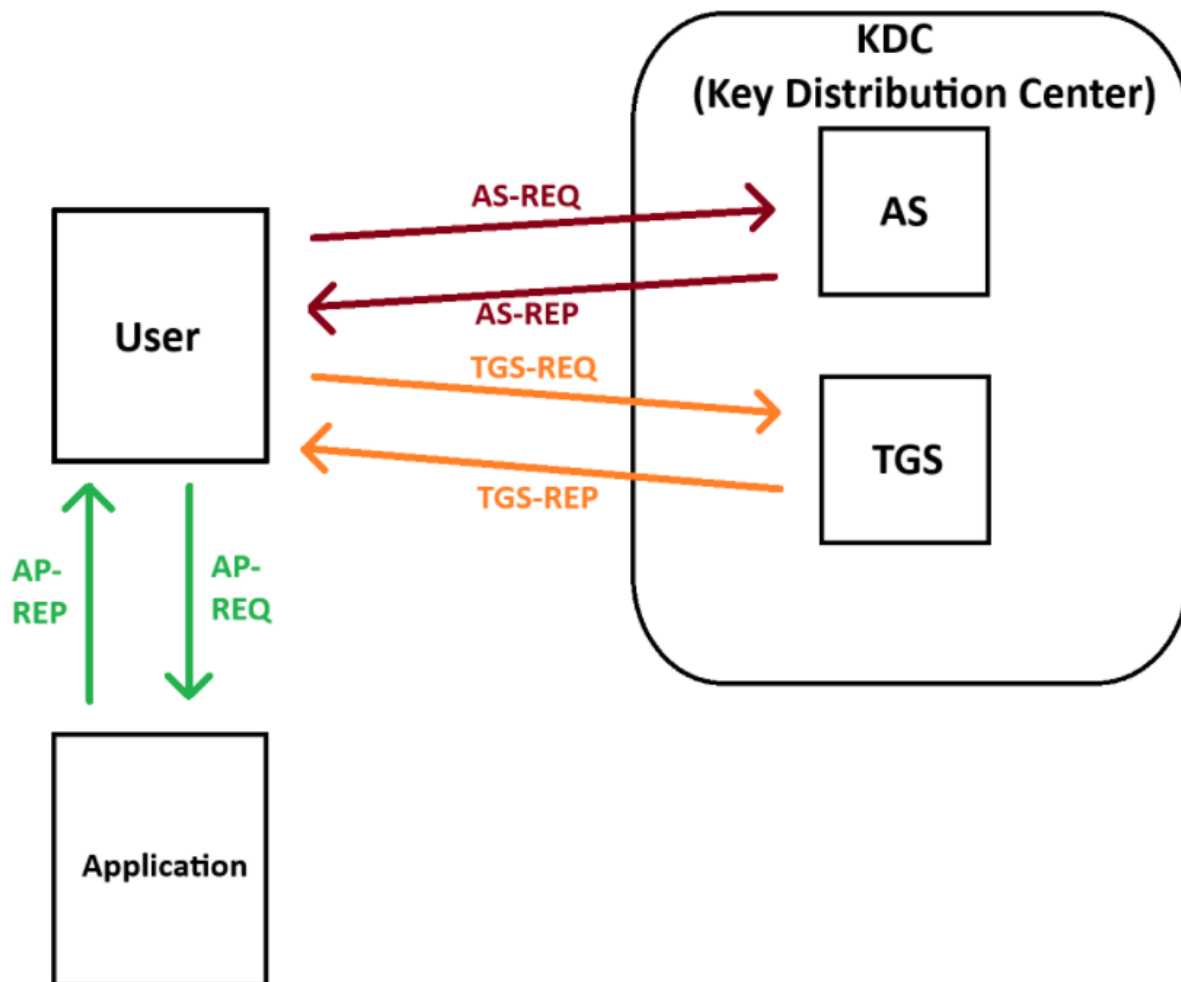 KDC
(Key Distribution Center)
AS
AS-REQ
AS-REP
User
TGS-REQ
TGS
TGS-REP
AP-
REP
AP-
REQ
Application